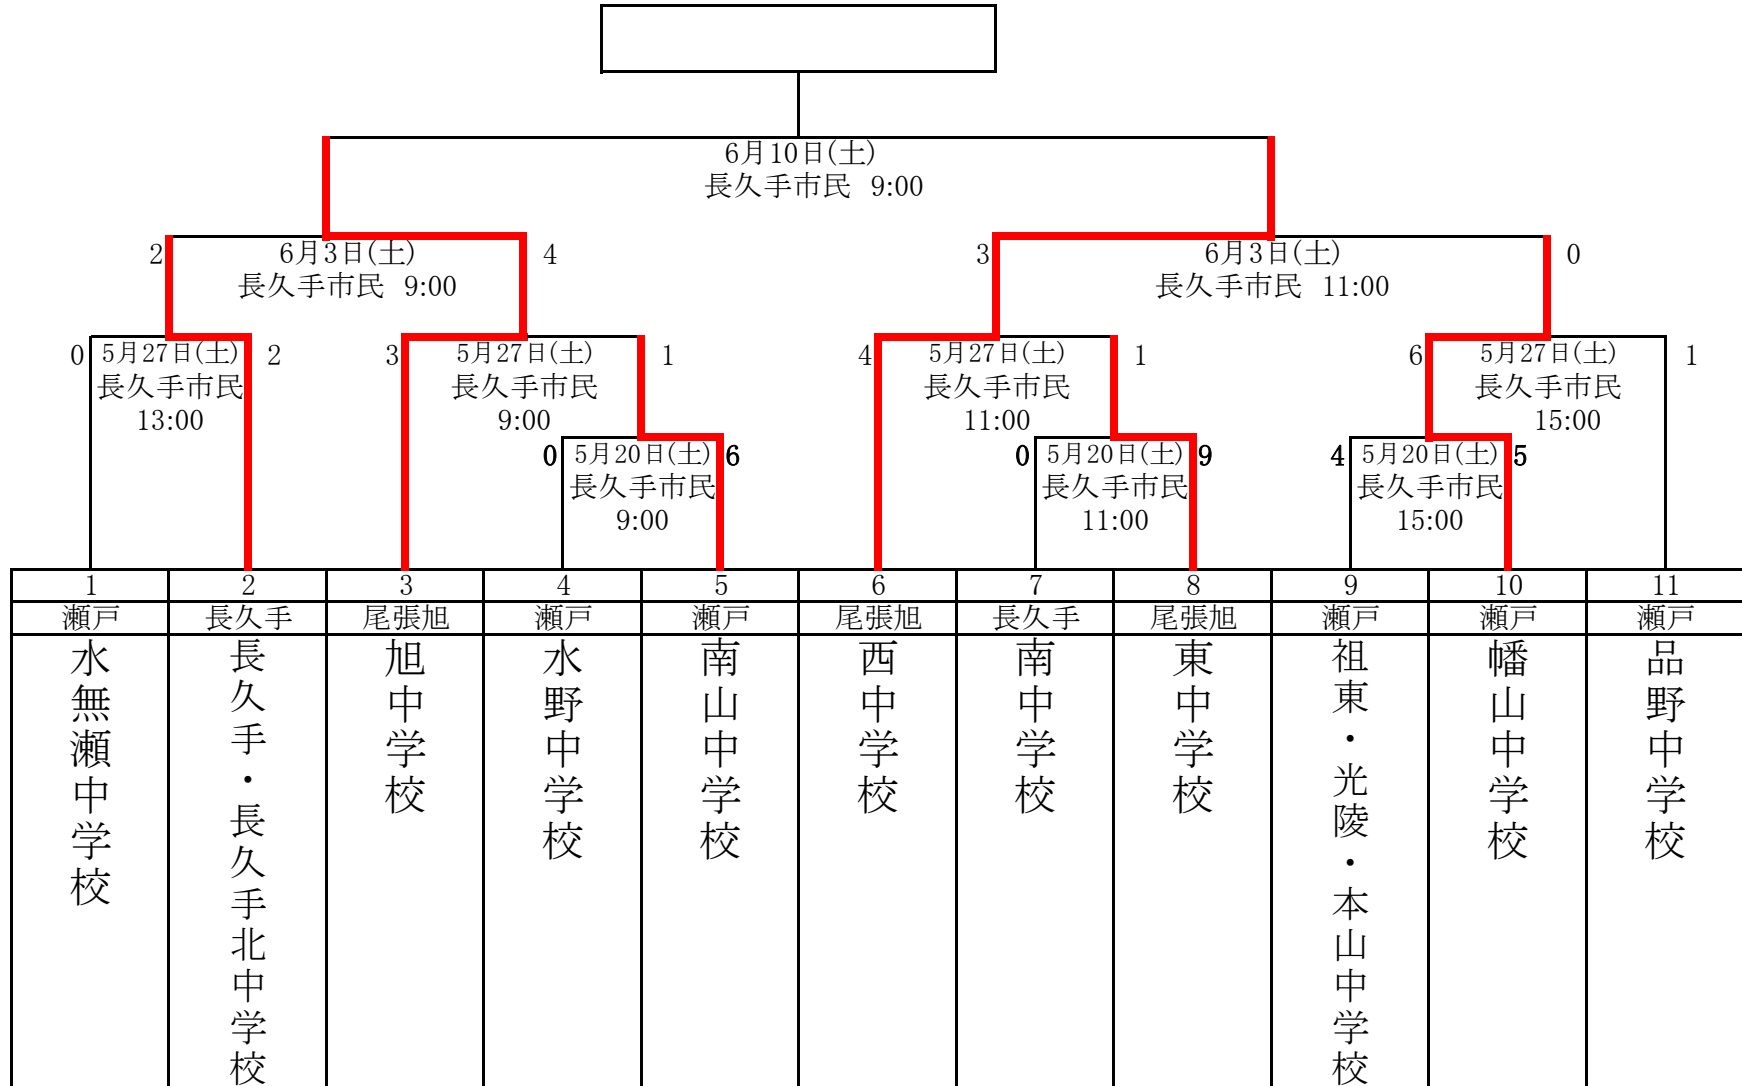 6月10日(土)
長久手市民 9:00
2 6月3日(土) 4 3 6月3日(土) 0
長久手市民 9:00 長久手市民 11:00
0 5月27日(土) 2 3 5月27日(土) 1 4 5月27日(土) 1 6 5月27日(土) 1
長久手市民 長久手市民 長久手市民 長久手市民
13:00 9:00 11:00 15:00
0 5月20日(土) 6 0 5月20日(土) 9 4 5月20日(土) 5
長久手市民 長久手市民 長久手市民
9:00 11:00 15:00
1 2 3 4 5 6 7 8 9 10 11
瀬戸 長久手 尾張旭 瀬戸 瀬戸 尾張旭 長久手 尾張旭 瀬戸 瀬戸 瀬戸
水無瀬中学校
長久手・長久手北中学校
旭中学校
水野中学校
南山中学校
西中学校
南中学校
東中学校
祖東・光陵・本山中学校
幡山中学校
品野中学校